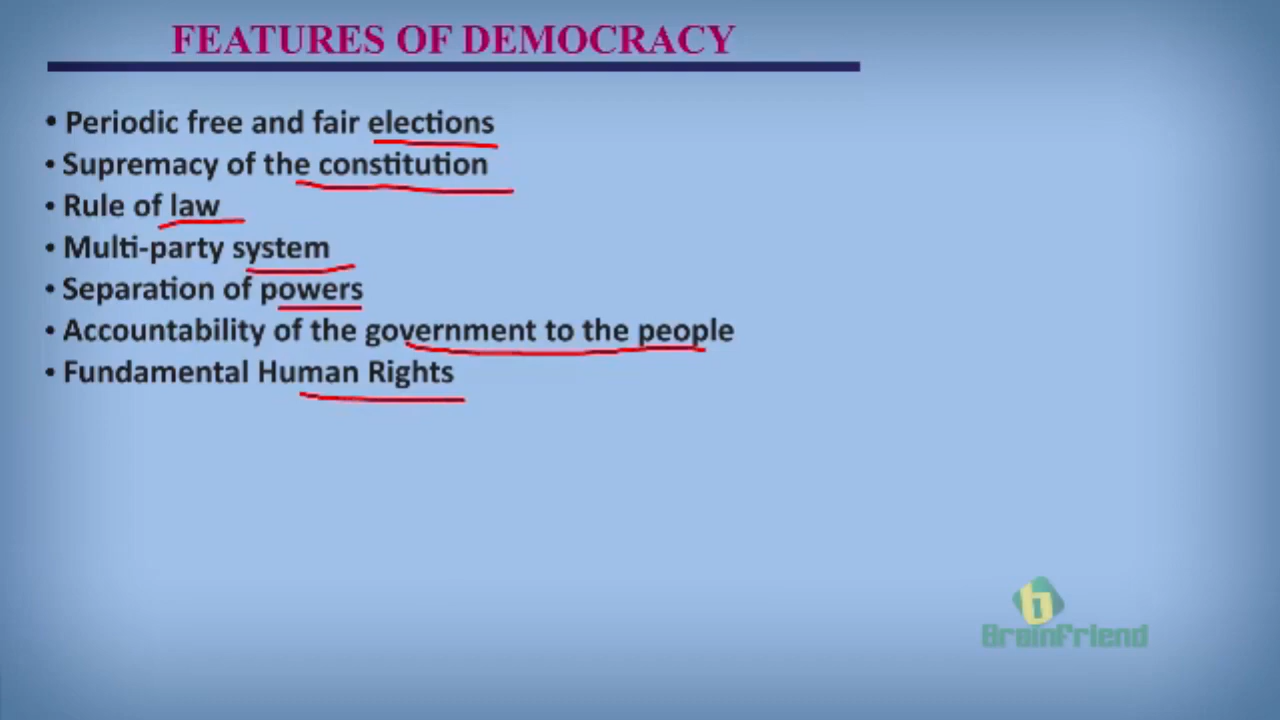 FEATURES OF DEMOCRACY
• Periodic free and fair elections
• Supremacy of the constitution
• Rule of law
• Multi-party system
• Separation of powers
• Accountability of the government to the people
• Fundamental Human Rights
b
BrainFriend